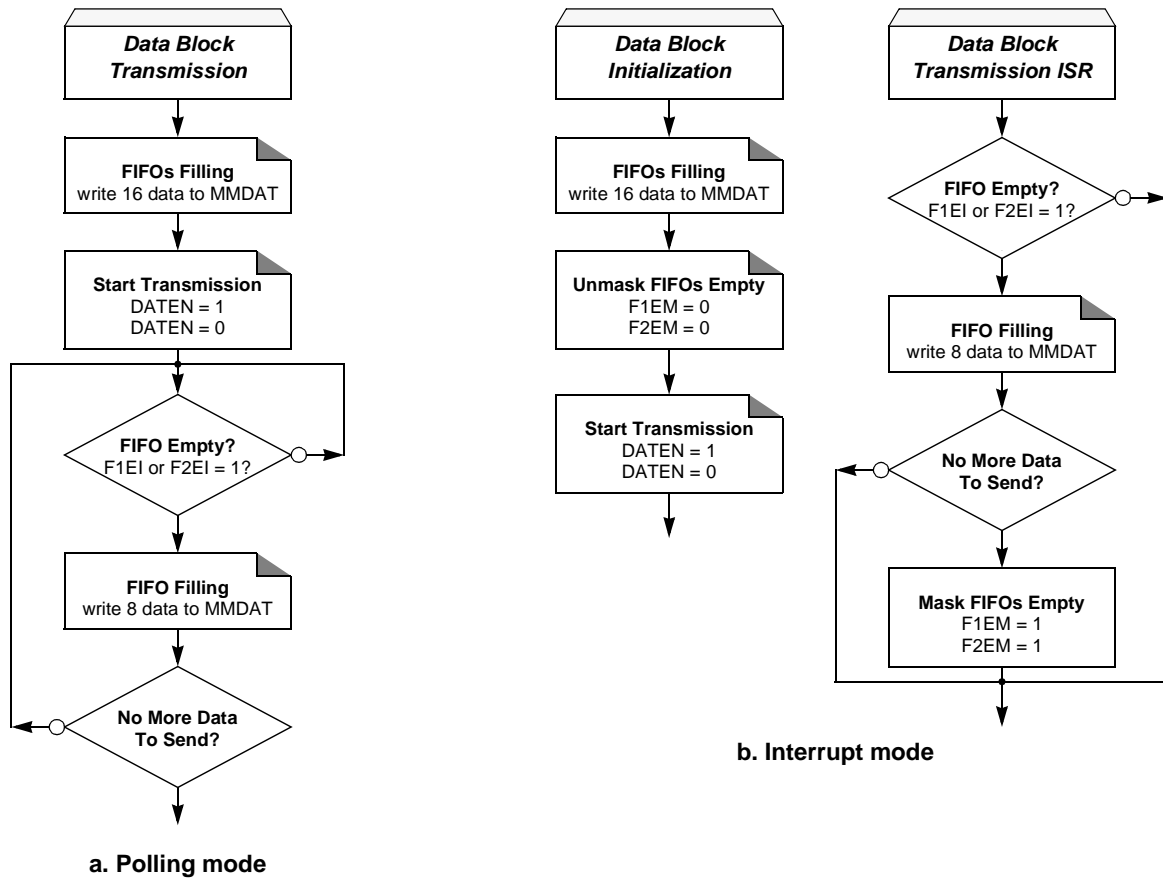 Data Block
Transmission
FIFOs Filling
write 16 data to MMDAT
Start Transmission
DATEN = 1
DATEN = 0
FIFO Empty?
F1EI or F2EI = 1?
FIFO Filling
write 8 data to MMDAT
No More Data
To Send?
a. Polling mode
Data Block
Initialization
FIFOs Filling
write 16 data to MMDAT
Unmask FIFOs Empty
F1EM = 0
F2EM = 0
Start Transmission
DATEN = 1
DATEN = 0
Data Block
Transmission ISR
FIFO Empty?
F1EI or F2EI = 1?
FIFO Filling
write 8 data to MMDAT
No More Data
To Send?
Mask FIFOs Empty
F1EM = 1
F2EM = 1
b. Interrupt mode